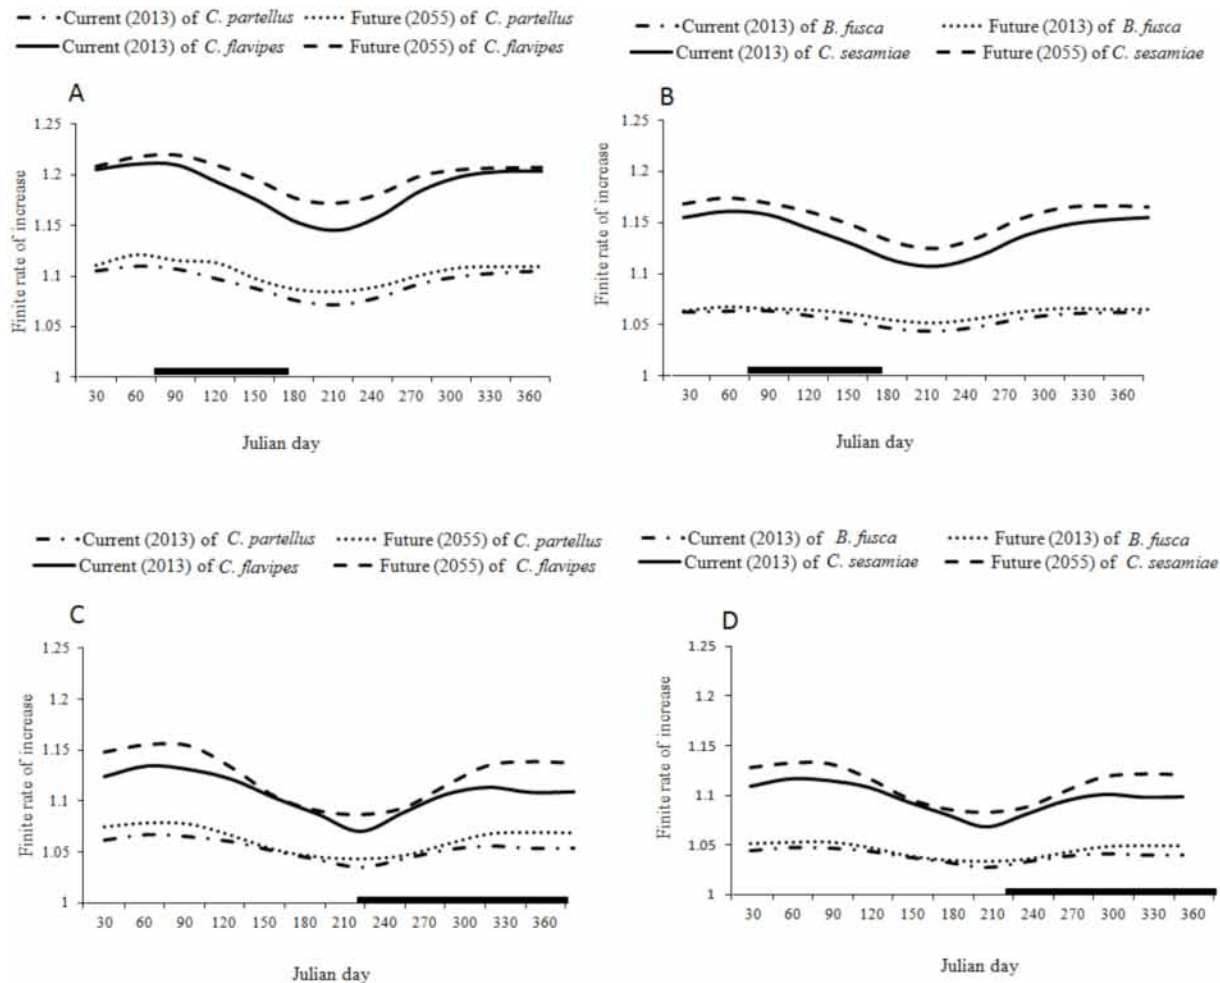 Current (2013) of C. partellus Future (2055) of C. partellus
Current (2013) of C. flavipes Future (2055) of C. flavipes
A
1.25
1.2
1.15
1.1
1.05
1
Finite rate of increase
30 60 90 120 150 180 210 240 270 300 330 360
Julian day
Current (2013) of B. fusca Future (2013) of B. fusca
Current (2013) of C. sesamiae Future (2055) of C. sesamiae
B
1.25
1.2
1.15
1.1
1.05
1
Finite rate of increase
30 60 90 120 150 180 210 240 270 300 330 360
Julian day
Current (2013) of C. partellus Future (2055) of C. partellus
Current (2013) of C. flavipes Future (2055) of C. flavipes
C
1.25
1.2
1.15
1.1
1.05
1
Finite rate of increase
30 60 90 120 150 180 210 240 270 300 330 360
Julian day
Current (2013) of B. fusca Future (2013) of B. fusca
Current (2013) of C. sesamiae Future (2055) of C. sesamiae
D
1.25
1.2
1.15
1.1
1.05
1
Finite rate of increase
30 60 90 120 150 180 210 240 270 300 330 360
Julian day